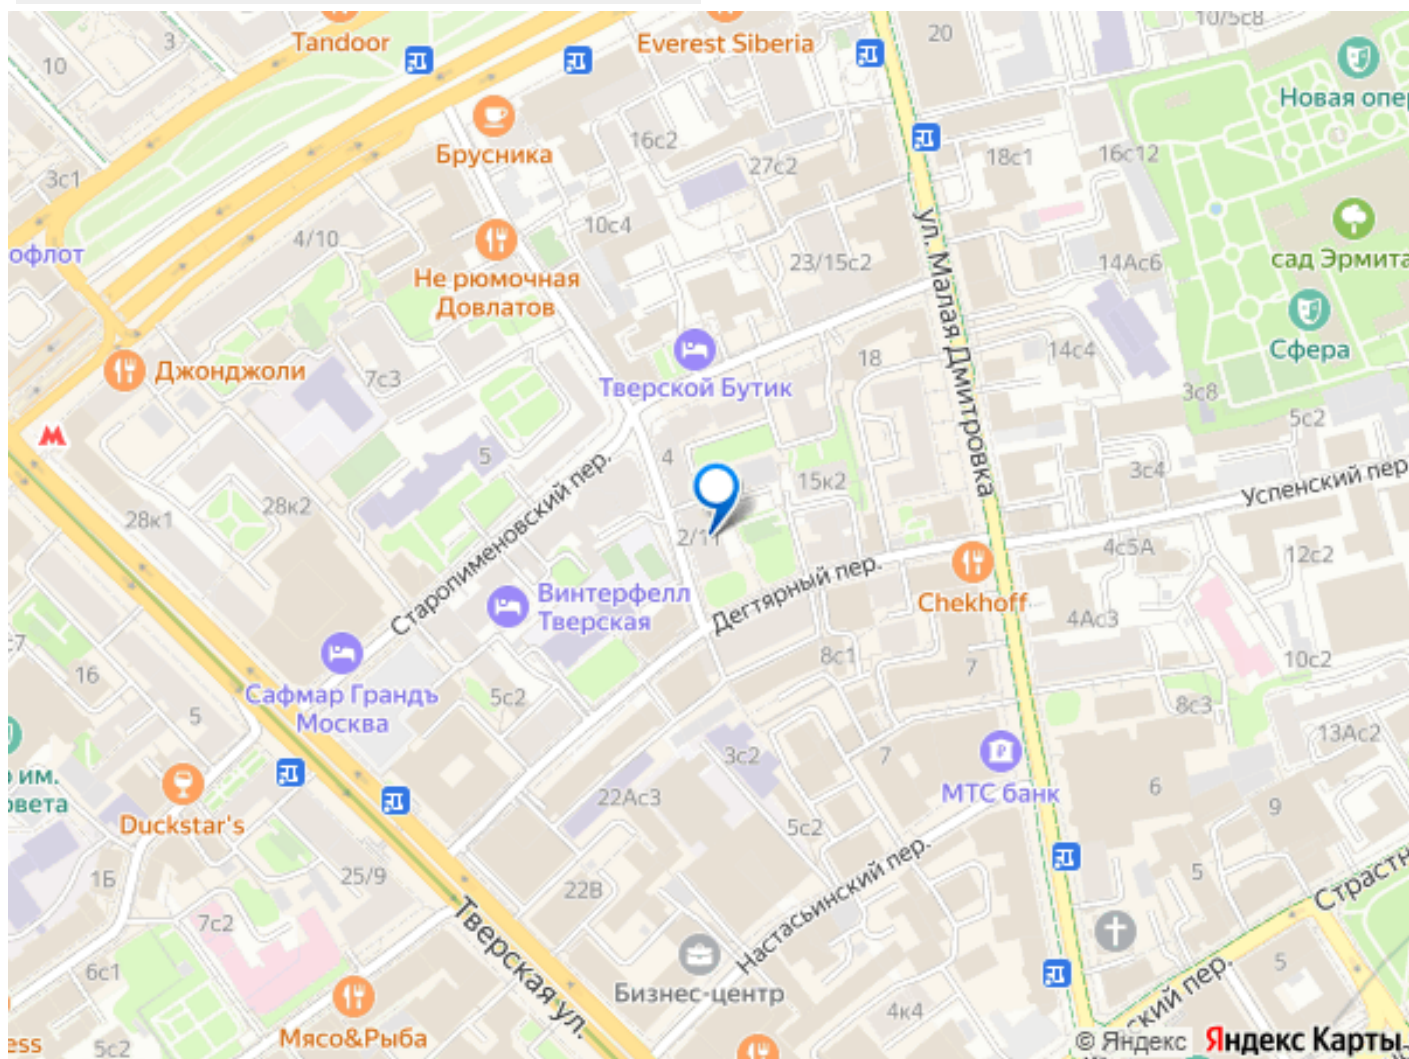 Tandoor
Everest Siberia
20
10/5с8
3
10
Новая опер
Брусника
16с2
27с2
18с1
16с12
3с1
10с4
4/10
офлот
Не рюмочная
Довлатов
23/15с2
ул. Малая Дмитровка
14Ас6
сад Эрмита
Джонджоли
7с3
Тверской Бутик
18
14с4
Сфера
3с8
5с2
5
4
15к2
3с4
Успенский пер.
28к2
28к1
Старопименовский пер.
2/11
Дегтярный пер.
4с5А
12с2
Винтерфелл
Тверская
Chekhoff
4Ас3
8с1
7
10с2
16
Сафмар Грандъ
Москва
5с2
5
8с3
3с2
7
13Ас2
о им.
овета
МТС банк
6
9
Duckstar's
22Ас3
5с2
1Б
25/9
22В
Настасьинский пер.
5
Страстн
7с2
Тверская ул.
6с1
Бизнес-центр
4к4
5
ский пер.
Мясо&Рыба
ess
5с2
© Яндекс Яндекс Карты